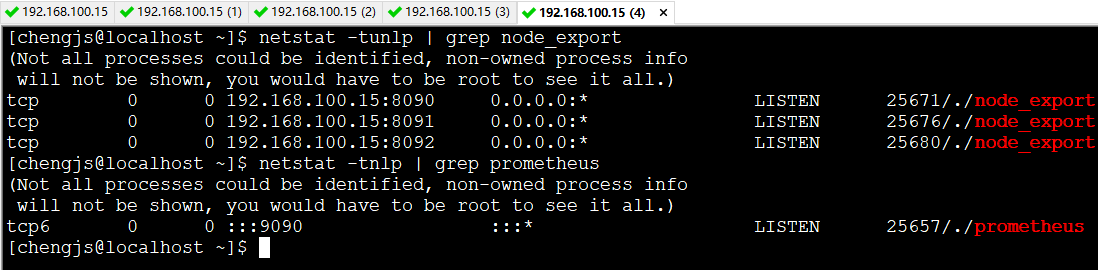 192.168.100.15 192.168.100.15 (1) 192.168.100.15 (2) 192.168.100.15 (3) 192.168.100.15 (4) ×
[chengjs@localhost ~]$ netstat -tunlp | grep node_export
(Not all processes could be identified, non-owned process info
 will not be shown, you would have to be root to see it all.)
tcp        0      0 192.168.100.15:8090     0.0.0.0:*               LISTEN      25671/./node_export
tcp        0      0 192.168.100.15:8091     0.0.0.0:*               LISTEN      25676/./node_export
tcp        0      0 192.168.100.15:8092     0.0.0.0:*               LISTEN      25680/./node_export
[chengjs@localhost ~]$ netstat -tnlp | grep prometheus
(Not all processes could be identified, non-owned process info
 will not be shown, you would have to be root to see it all.)
tcp6       0      0 :::9090                 :::*                    LISTEN      25657/./prometheus
[chengjs@localhost ~]$